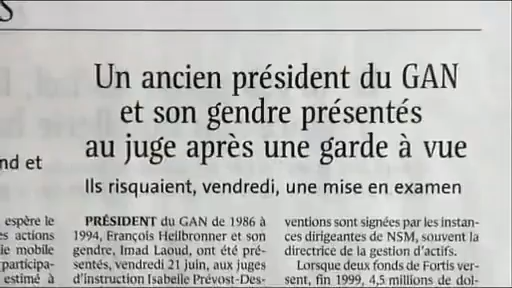 S
Un ancien président du GAN
et son gendre présentés
au juge après une garde à vue
Ils risquaient, vendredi, une mise en examen
nd et
espère le
es actions
le mobile
participa-
estimé à
PRÉSIDENT du GAN de 1986 à
1994, François Heilbronner et son
gendre, Imad Laoud, ont été pré-
sentés, vendredi 21 juin, aux juges
d'instruction Isabelle Prévost-Des-
ventions sont signées par les instan-
ces dirigeantes de NSM, souvent la
directrice de la gestion d'actifs.
Lorsque deux fonds de Fortis ver-
sent, fin 1999, 4,5 millions de dol-